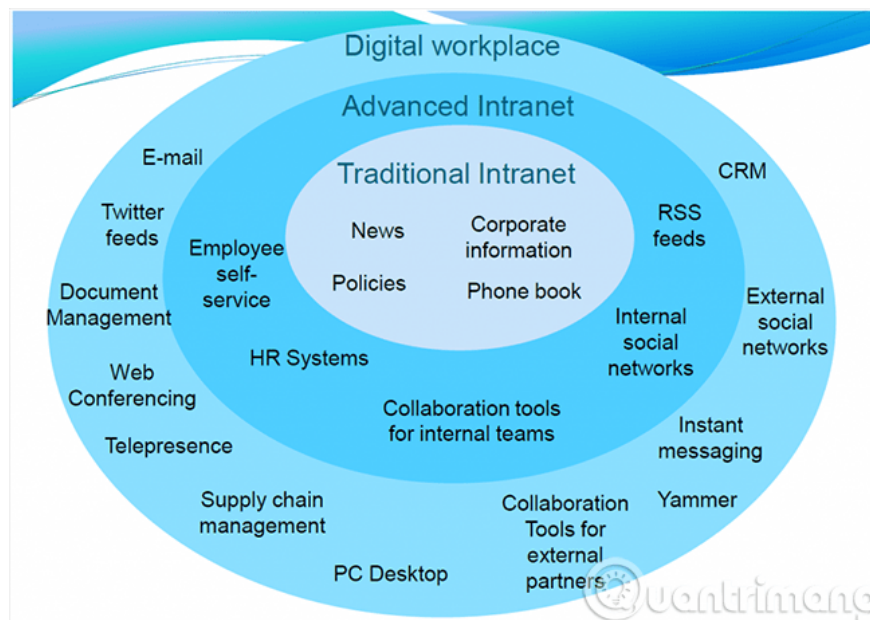 Digital workplace
Advanced Intranet
Traditional Intranet
E-mail
CRM
Twitter
feeds
RSS
feeds
News
Corporate
information
Employee
self-
service
Policies
Phone book
Document
Management
External
social
networks
Internal
social
networks
HR Systems
Web
Conferencing
Collaboration tools
for internal teams
Telepresence
Instant
messaging
Supply chain
management
Collaboration
Tools for
external
partners
Yammer
PC Desktop
Quantrimang